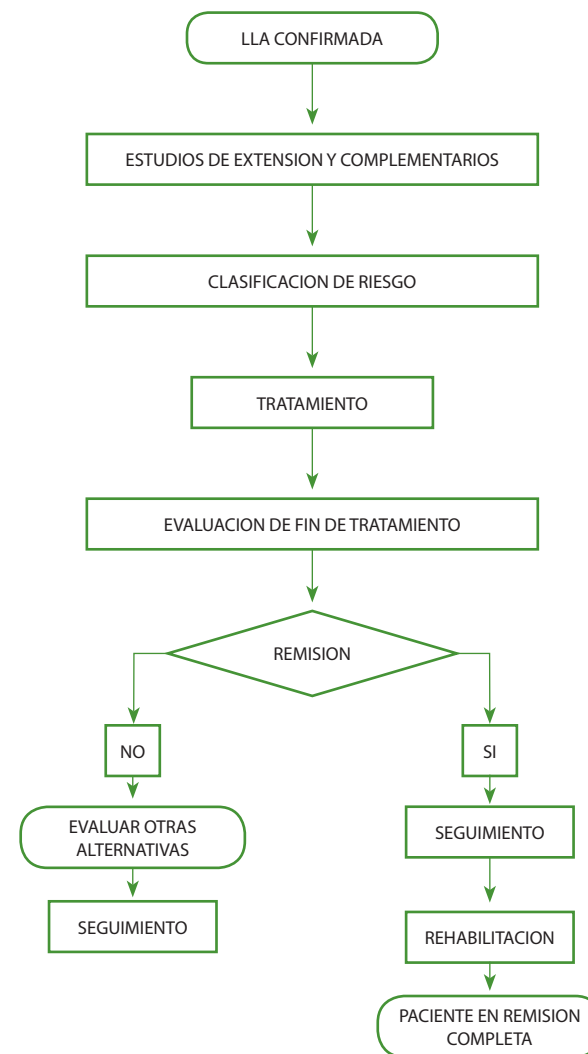 LLA CONFIRMADA
ESTUDIOS DE EXTENSION Y COMPLEMENTARIOS
CLASIFICACION DE RIESGO
TRATAMIENTO
EVALUACION DE FIN DE TRATAMIENTO
REMISION
NO
SI
EVALUAR OTRAS
ALTERNATIVAS
SEGUIMIENTO
SEGUIMIENTO
REHABILITACION
PACIENTE EN REMISION
COMPLETA